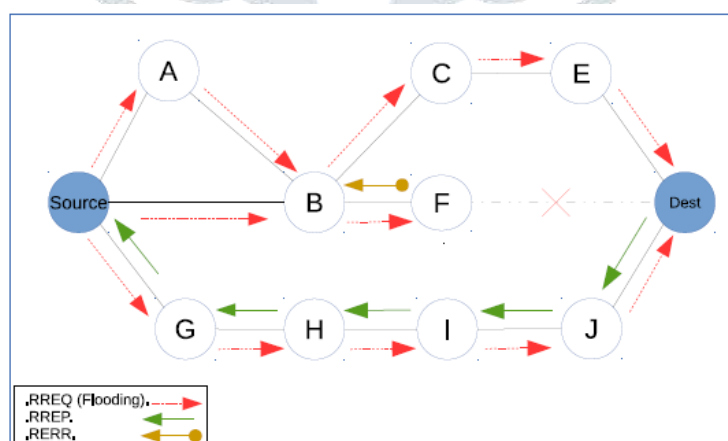 A
C
E
Source
B
F
Dest
G
H
I
J
RREQ (Flooding).
RREP.
RERR.